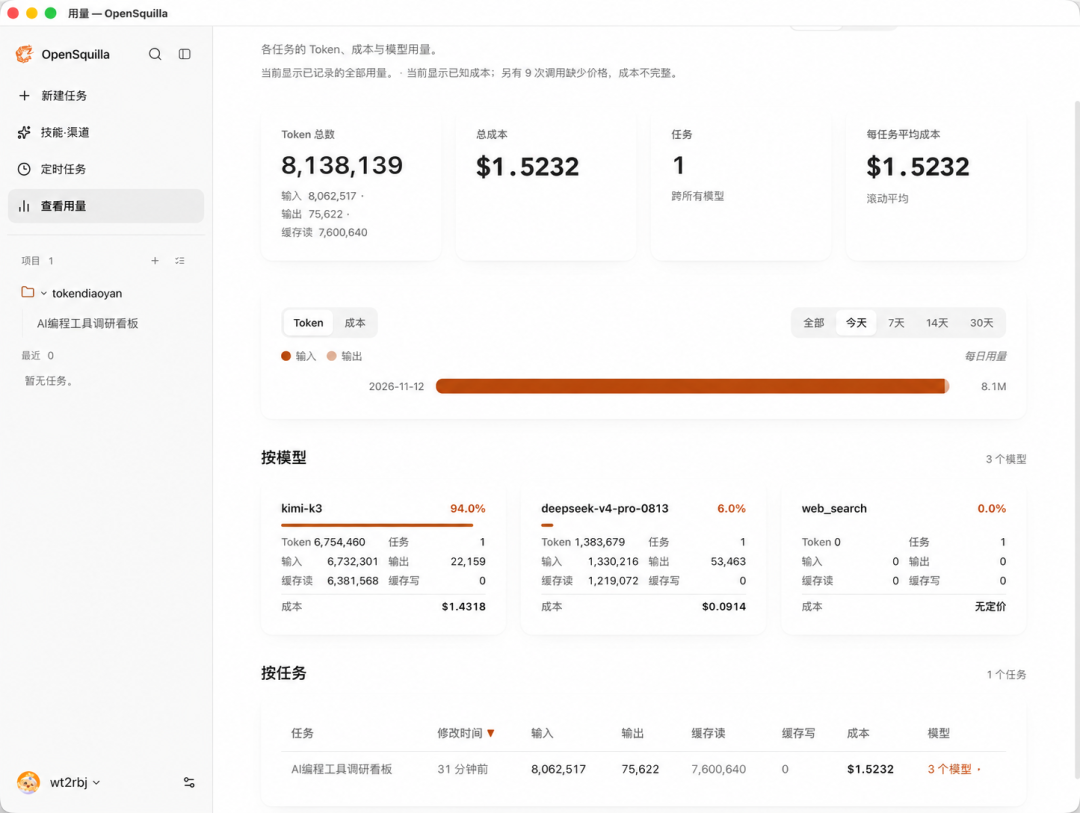 用量 — OpenSquilla
OpenSquilla
新建任务
技能·渠道
定时任务
查看用量
项目 1
tokendiaoyan
AI编程工具调研看板
最近 0
暂无任务。
wt2rbj
各任务的 Token、成本与模型用量。
当前显示已记录的全部用量。 · 当前显示已知成本；另有 9 次调用缺少价格，成本不完整。
Token 总数
8,138,139
输入 8,062,517 ·
输出 75,622 ·
缓存读 7,600,640
总成本
$1.5232
任务
1
跨所有模型
每任务平均成本
$1.5232
滚动平均
Token 成本
全部 今天 7天 14天 30天
输入 输出
每日用量
2026-11-12 8.1M
按模型
3 个模型
kimi-k3 94.0%
Token 6,754,460 任务 1
输入 6,732,301 输出 22,159
缓存读 6,381,568 缓存写 0
成本 $1.4318
deepseek-v4-pro-0813 6.0%
Token 1,383,679 任务 1
输入 1,330,216 输出 53,463
缓存读 1,219,072 缓存写 0
成本 $0.0914
web_search 0.0%
Token 0 任务 1
输入 0 输出 0
缓存读 0 缓存写 0
成本 无定价
按任务
1 个任务
任务 修改时间 ▼ 输入 输出 缓存读 缓存写 成本 模型
AI编程工具调研看板 31 分钟前 8,062,517 75,622 7,600,640 0 $1.5232 3 个模型 ·